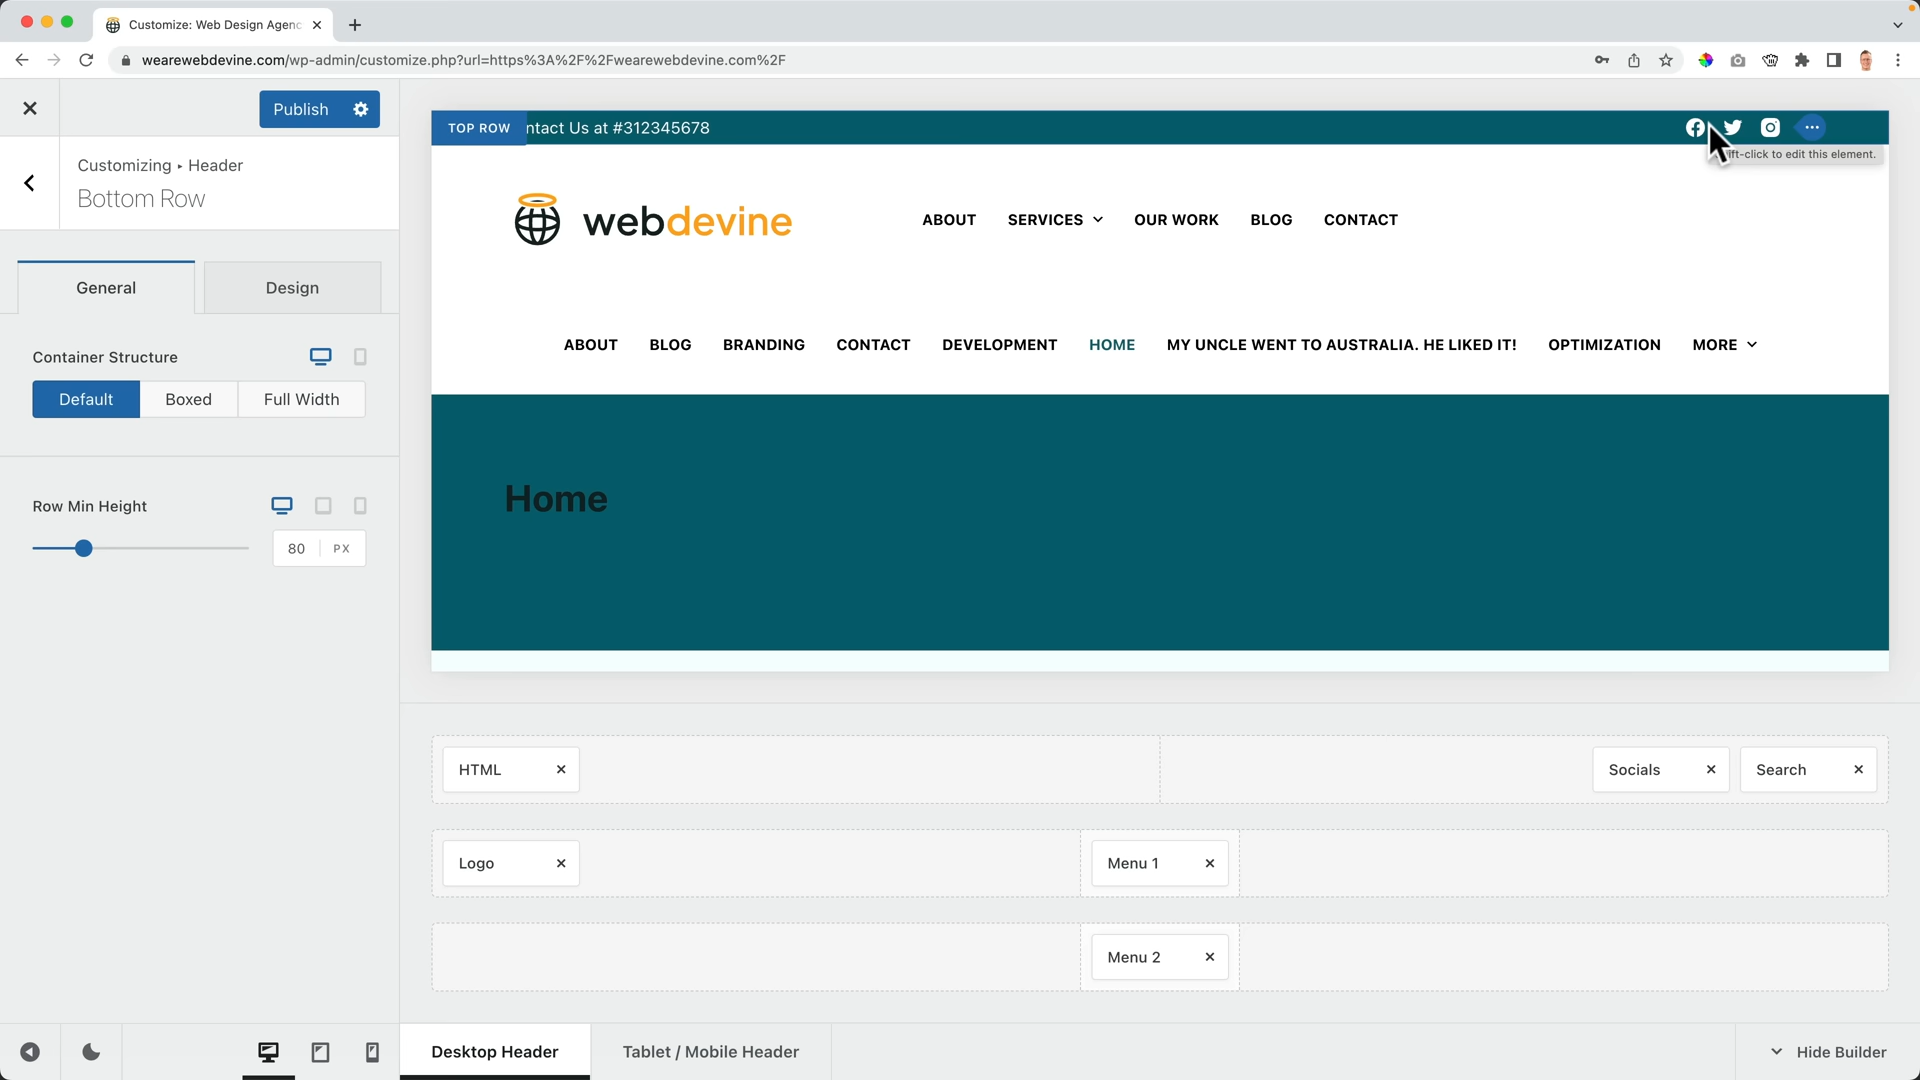 Customize: Web Design Agenc
wearewebdevine.com/wp-admin/customize.php?url=https%3A%2F%2Fwearewebdevine.com%2F
Publish
Customizing ▸ Header
Bottom Row
General
Design
Container Structure
Default
Boxed
Full Width
Row Min Height
80
PX
TOP ROW
ntact Us at #312345678
ift-click to edit this element.
webdevine
ABOUT
SERVICES
OUR WORK
BLOG
CONTACT
ABOUT
BLOG
BRANDING
CONTACT
DEVELOPMENT
HOME
MY UNCLE WENT TO AUSTRALIA. HE LIKED IT!
OPTIMIZATION
MORE
Home
HTML
Socials
Search
Logo
Menu 1
Menu 2
Desktop Header
Tablet / Mobile Header
Hide Builder